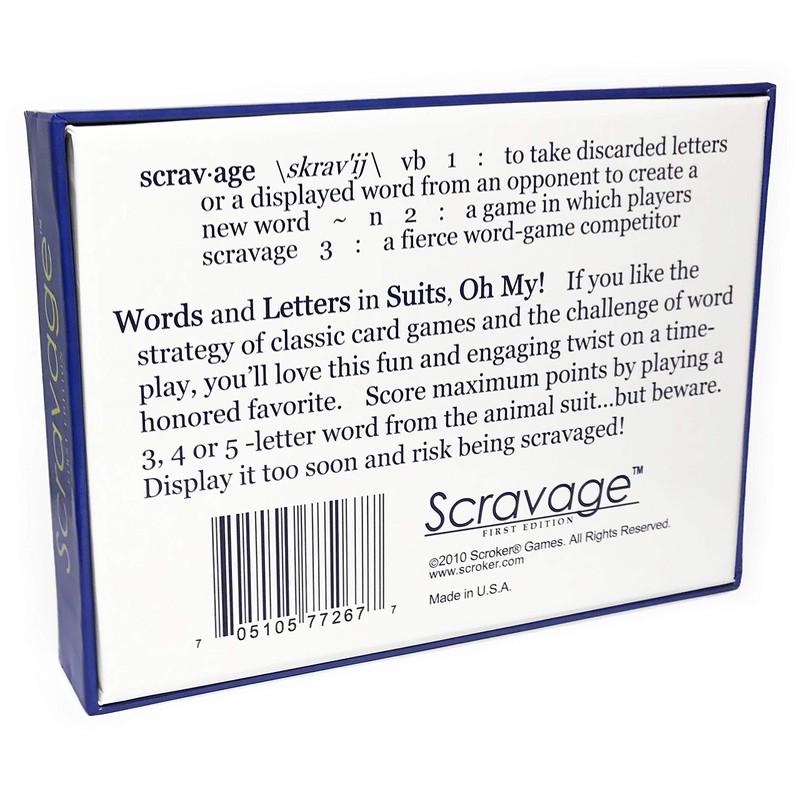 scrav·age \skrav'ij\ vb 1 : to take discarded letters
or a displayed word from an opponent to create a
new word ~ n 2 : a game in which players
scravage 3 : a fierce word-game competitor
Words and Letters in Suits, Oh My! If you like the
strategy of classic card games and the challenge of word
play, you'll love this fun and engaging twist on a time-
honored favorite. Score maximum points by playing a
3, 4 or 5 -letter word from the animal suit...but beware.
Display it too soon and risk being scravaged!
Scravage™
FIRST EDITION
©2010 Scroker® Games. All Rights Reserved.
www.scroker.com
Made in U.S.A.
7 05105 77267 7
Scravage™
FIRST EDITION